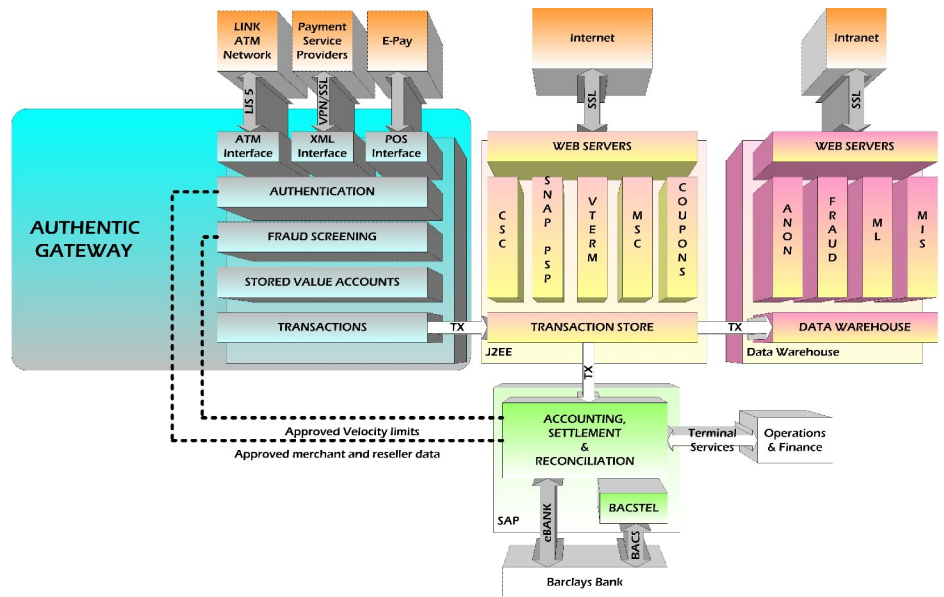 LINK
ATM
Network
Payment
Service
Providers
E-Pay
Internet
Intranet
LIS 5
VPN/SSL
SSL
SSL
ATM
Interface
XML
Interface
POS
Interface
WEB SERVERS
WEB SERVERS
AUTHENTIC
GATEWAY
AUTHENTICATION
FRAUD SCREENING
STORED VALUE ACCOUNTS
TRANSACTIONS
CSC
SNAP PSP
VTERM
MSC
COUPONS
ANON
FRAUD
ML
MIS
TX
TRANSACTION STORE
TX
DATA WAREHOUSE
J2EE
Data Warehouse
TX
ACCOUNTING,
SETTLEMENT
&
RECONCILIATION
Approved Velocity limits
Approved merchant and reseller data
Terminal
Services
Operations
& Finance
BACSTEL
SAP
eBANK
BACS
Barclays Bank